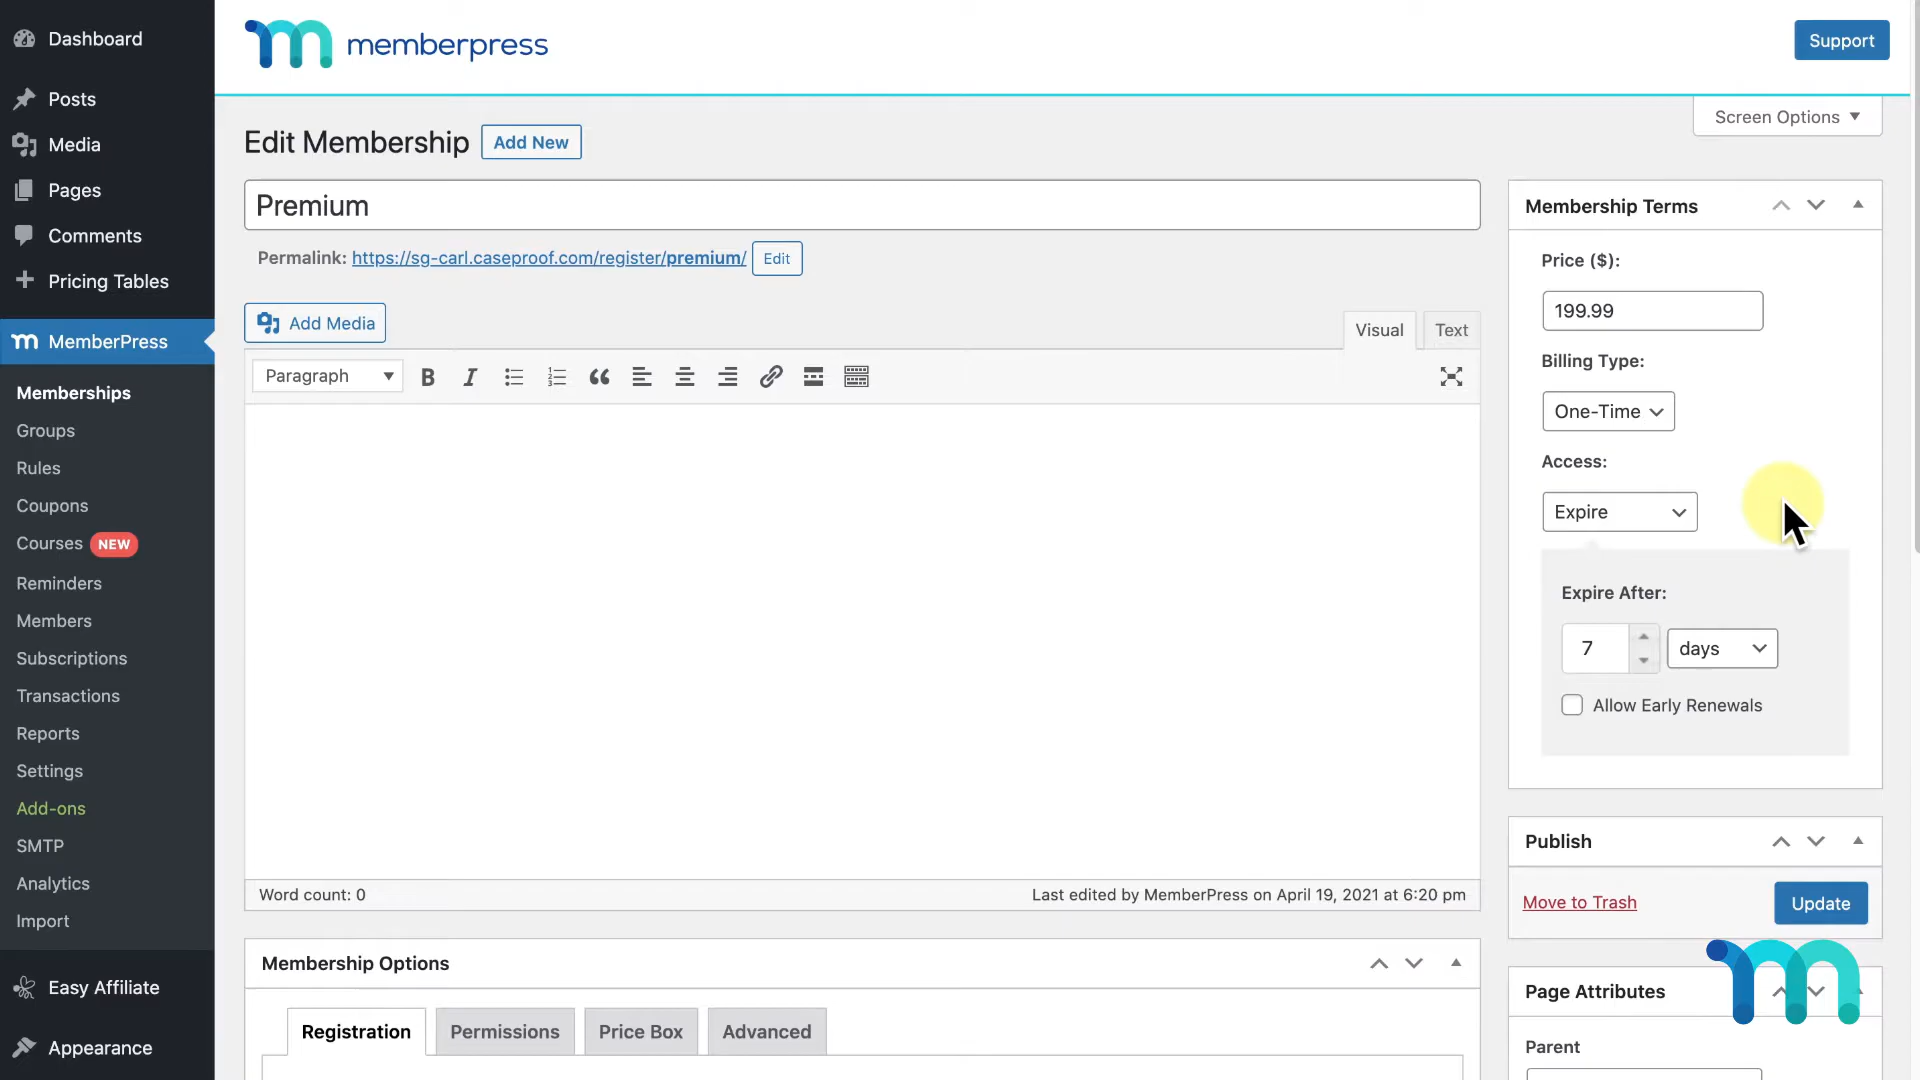 Dashboard
Posts
Media
Pages
Comments
Pricing Tables
MemberPress
Memberships
Groups
Rules
Coupons
Courses NEW
Reminders
Members
Subscriptions
Transactions
Reports
Settings
Add-ons
SMTP
Analytics
Import
Easy Affiliate
Appearance
memberpress
Support
Screen Options
Edit Membership Add New
Premium
Permalink: https://sg-carl.caseproof.com/register/premium/ Edit
Add Media
Visual Text
Paragraph
Word count: 0
Last edited by MemberPress on April 19, 2021 at 6:20 pm
Membership Options
Registration Permissions Price Box Advanced
Membership Terms
Price ($):
199.99
Billing Type:
One-Time
Access:
Expire
Expire After:
7 days
Allow Early Renewals
Publish
Move to Trash Update
Page Attributes
Parent